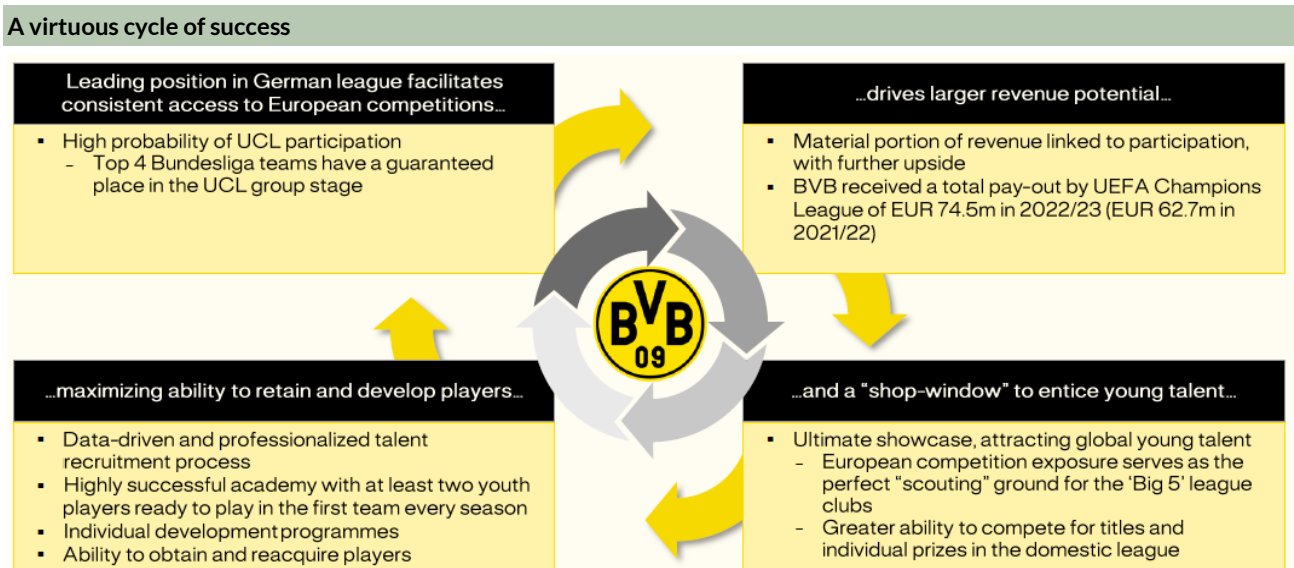 A virtuous cycle of success
Leading position in German league facilitates
consistent access to European competitions...
▪ High probability of UCL participation
– Top 4 Bundesliga teams have a guaranteed
place in the UCL group stage
...drives larger revenue potential...
▪ Material portion of revenue linked to participation,
with further upside
▪ BVB received a total pay-out by UEFA Champions
League of EUR 74.5m in 2022/23 (EUR 62.7m in
2021/22)
BVB
09
...and a “shop-window” to entice young talent...
▪ Ultimate showcase, attracting global young talent
– European competition exposure serves as the
perfect “scouting” ground for the ‘Big 5’ league
clubs
– Greater ability to compete for titles and
individual prizes in the domestic league
...maximizing ability to retain and develop players...
▪ Data-driven and professionalized talent
recruitment process
▪ Highly successful academy with at least two youth
players ready to play in the first team every season
▪ Individual development programmes
▪ Ability to obtain and reacquire players